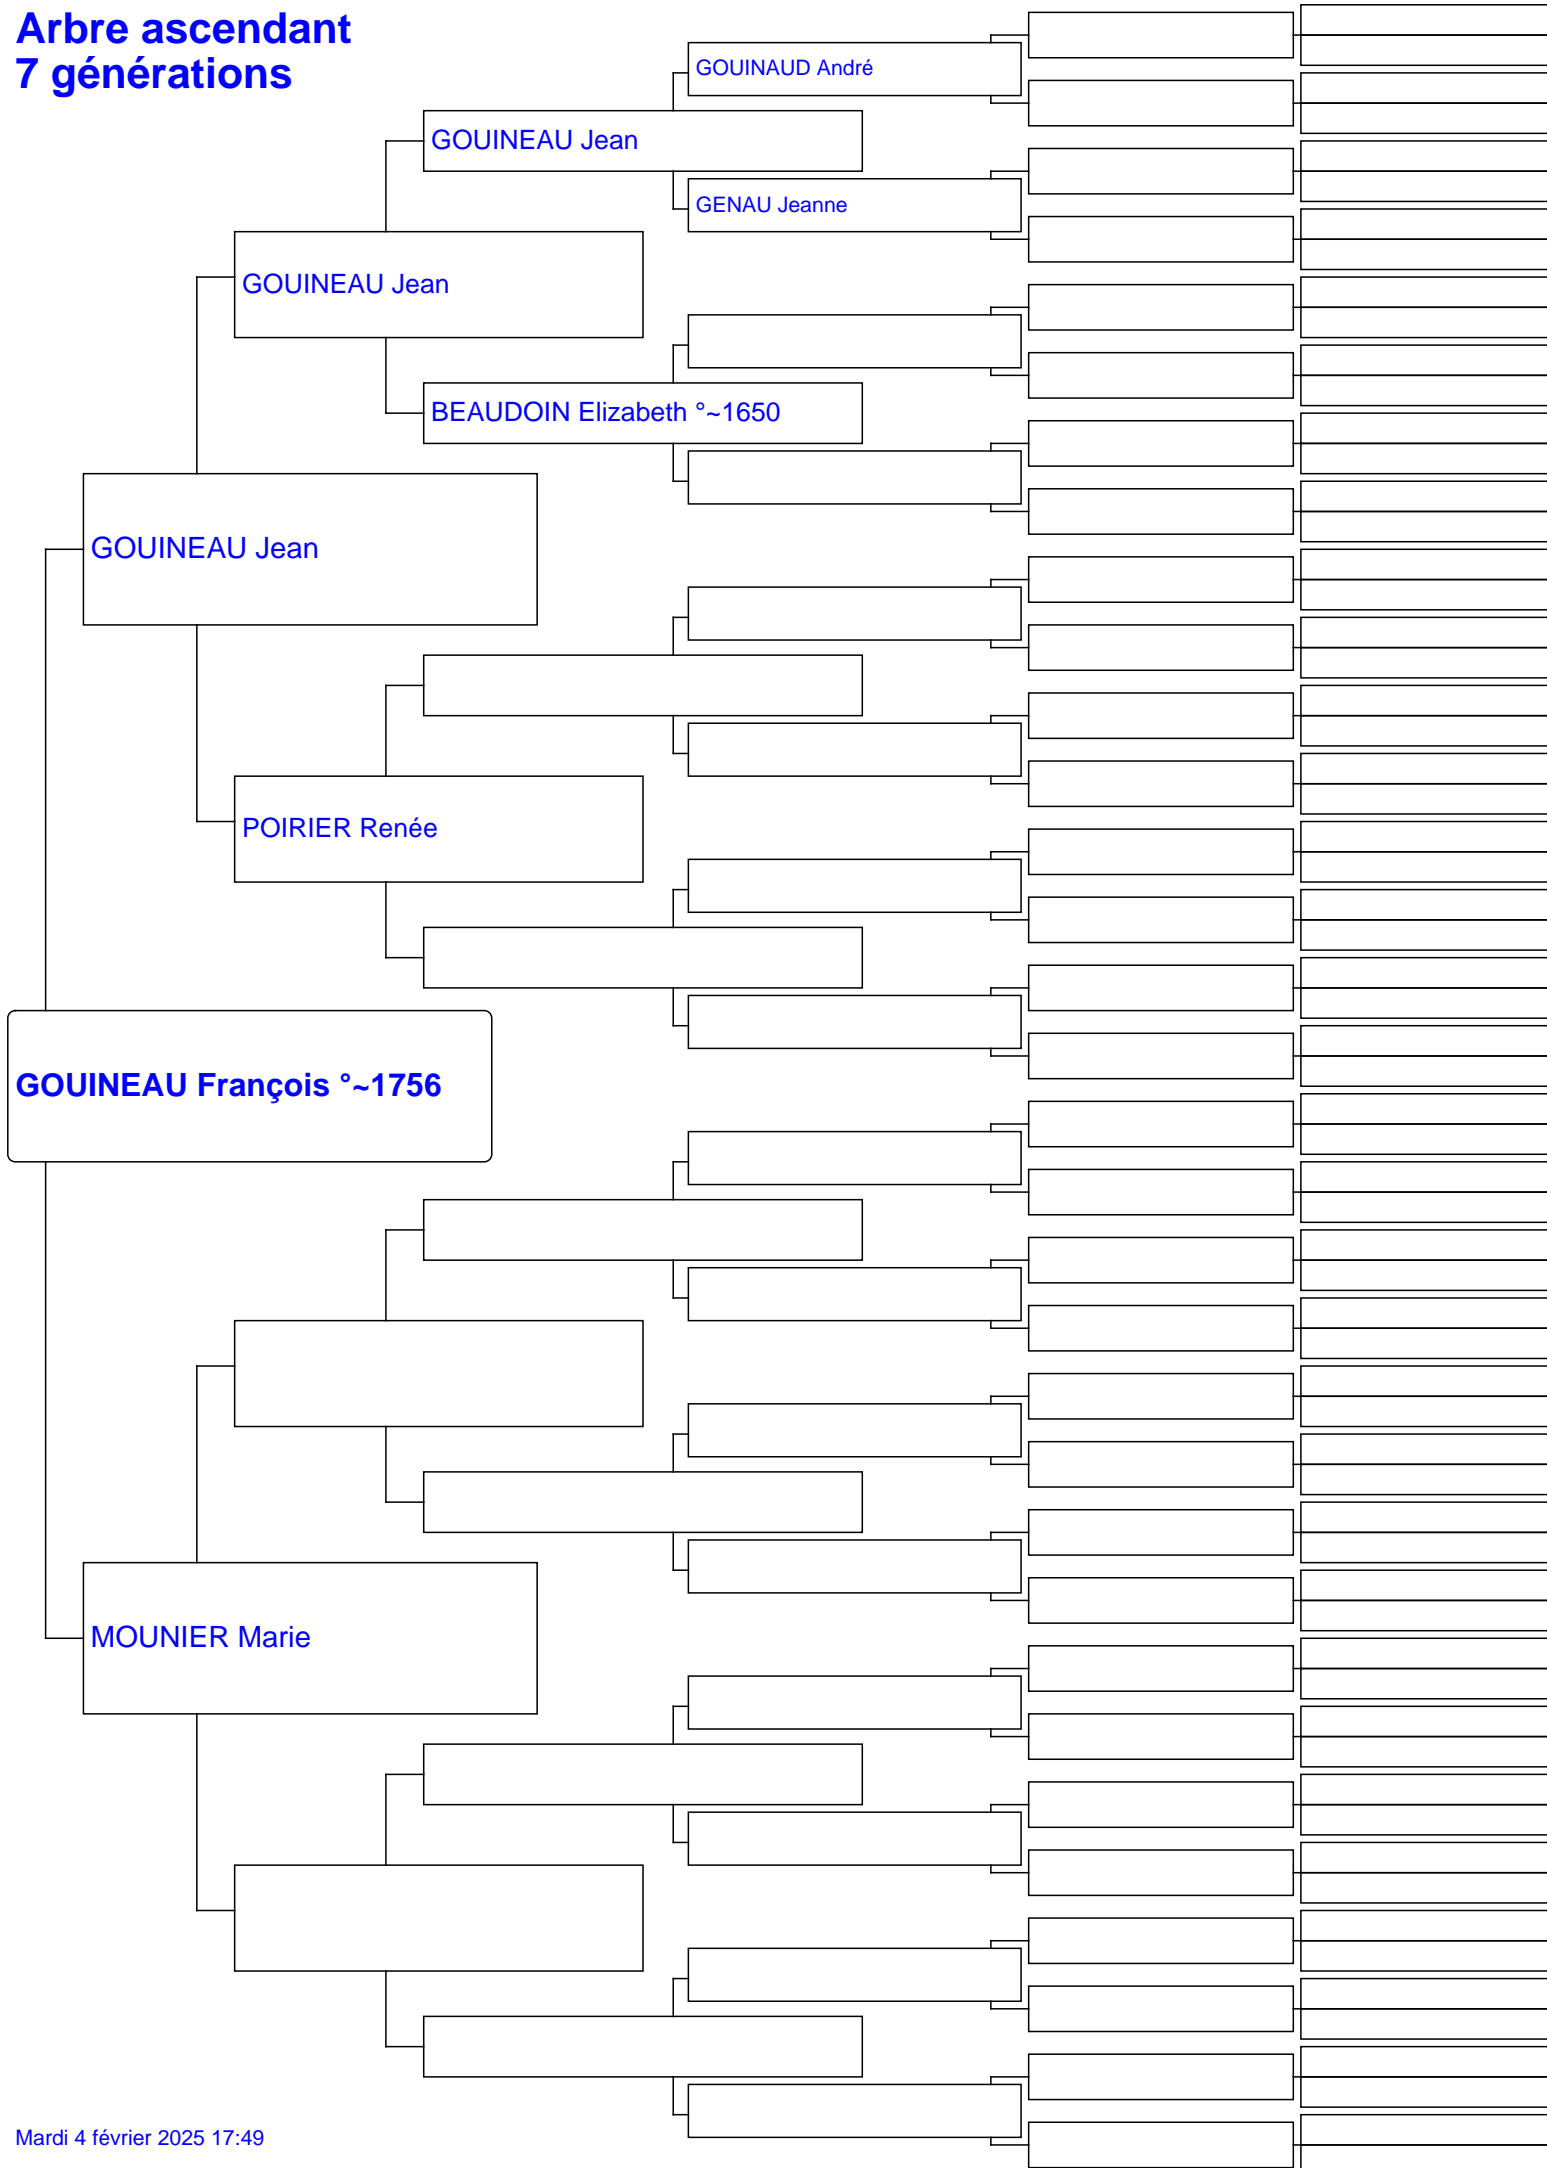 Arbre ascendant
7 générations
GOUINAUD André
GOUINEAU Jean
GENAU Jeanne
GOUINEAU Jean
BEAUDOIN Elizabeth °~1650
GOUINEAU Jean
POIRIER Renée
GOUINEAU François °~1756
MOUNIER Marie
Mardi 4 février 2025 17:49